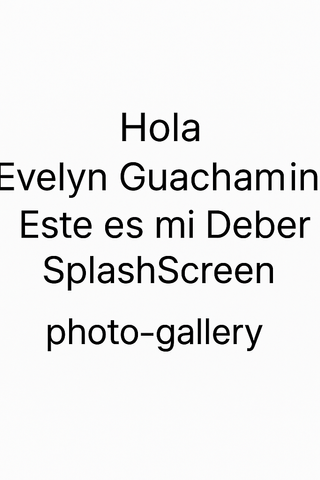 Hola
Evelyn Guachamin
Este es mi Deber
SplashScreen
photo-gallery